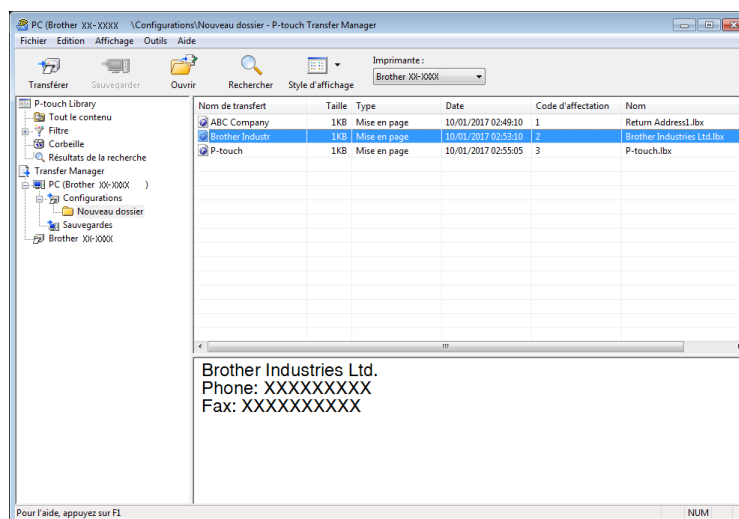 PC (Brother XX-XXXX \Configurations\Nouveau dossier - P-touch Transfer Manager
Fichier Edition Affichage Outils Aide
Transférer Sauvegarder Ouvrir Rechercher Style d'affichage
Imprimante :
Brother XX-XXXX
P-touch Library
Tout le contenu
Filtre
Corbeille
Résultats de la recherche
Transfer Manager
PC (Brother XX-XXXX )
Configurations
Nouveau dossier
Sauvegardes
Brother XX-XXXX
Nom de transfert Taille Type Date Code d'affectation Nom
ABC Company 1KB Mise en page 10/01/2017 02:49:10 1 Return Address1.lbx
Brother Industr 1KB Mise en page 10/01/2017 02:53:10 2 Brother Industries Ltd.lbx
P-touch 1KB Mise en page 10/01/2017 02:55:05 3 P-touch.lbx
Brother Industries Ltd.
Phone: XXXXXXXXX
Fax: XXXXXXXXXX
Pour l'aide, appuyez sur F1
NUM